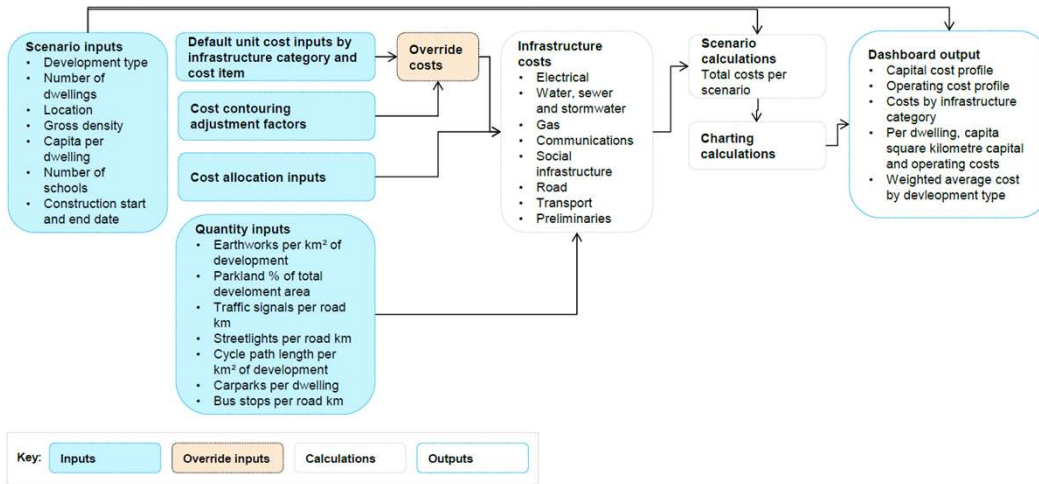 Scenario inputs
• Development type
• Number of
dwellings
• Location
• Gross density
• Capita per
dwelling
• Number of
schools
• Construction start
and end date
Default unit cost inputs by
infrastructure category and
cost item
Cost contouring
adjustment factors
Cost allocation inputs
Quantity inputs
• Earthworks per km² of
development
• Parkland % of total
develoment area
• Traffic signals per road
km
• Streetlights per road km
• Cycle path length per
km² of development
• Carparks per dwelling
• Bus stops per road km
Override
costs
Infrastructure
costs
• Electrical
• Water, sewer
and stormwater
• Gas
• Communications
• Social
infrastructure
• Road
• Transport
• Preliminaries
Scenario
calculations
Total costs per
scenario
Charting
calculations
Dashboard output
• Capital cost profile
• Operating cost profile
• Costs by infrastructure
category
• Per dwelling, capita
square kilometre capital
and operating costs
• Weighted average cost
by devleopment type
Key:
Inputs
Override inputs
Calculations
Outputs